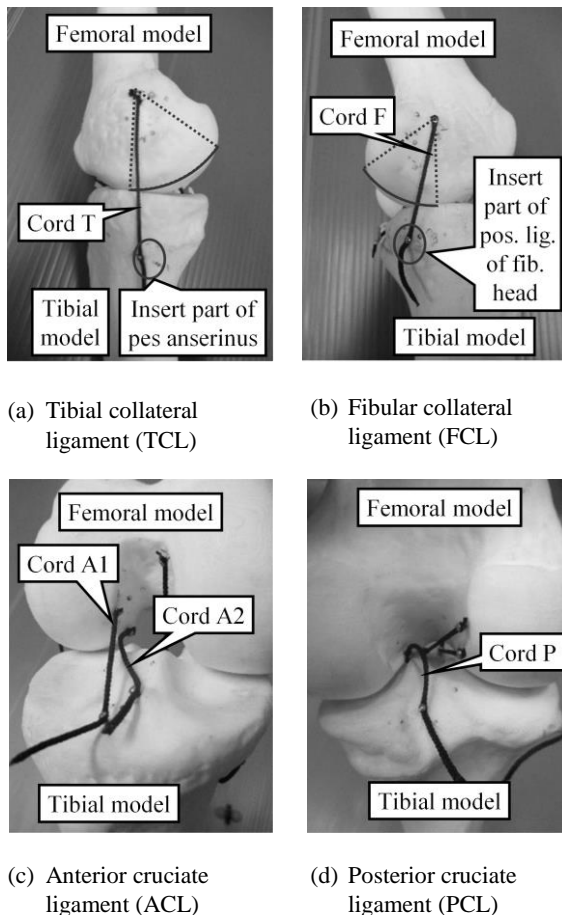 Femoral model
Cord T
Tibial
model
Insert part of
pes anserinus
Femoral model
Cord F
Insert
part of
pos. lig.
of fib.
head
Tibial model
(a) Tibial collateral
ligament (TCL)
(b) Fibular collateral
ligament (FCL)
Femoral model
Cord A1
Cord A2
Tibial model
Femoral model
Cord P
Tibial model
(c) Anterior cruciate
ligament (ACL)
(d) Posterior cruciate
ligament (PCL)